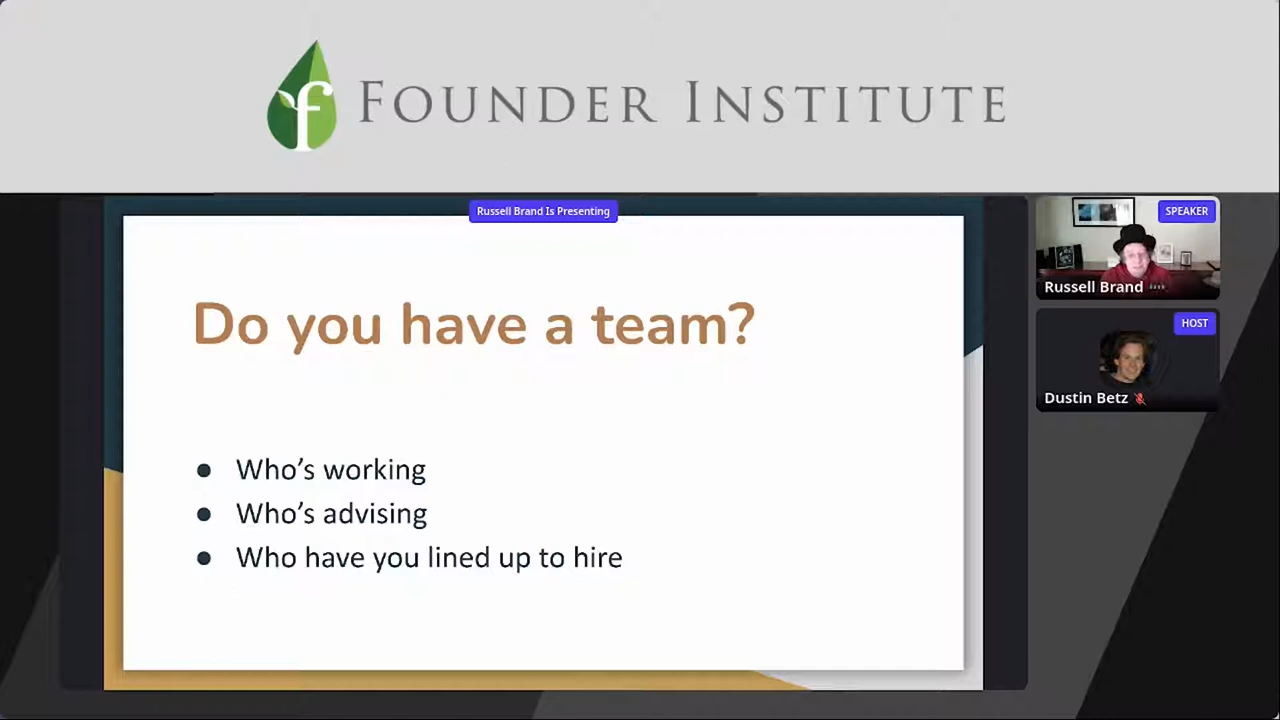 FOUNDER INSTITUTE
Russell Brand Is Presenting
Do you have a team?
● Who’s working
● Who’s advising
● Who have you lined up to hire
SPEAKER
Russell Brand
HOST
Dustin Betz